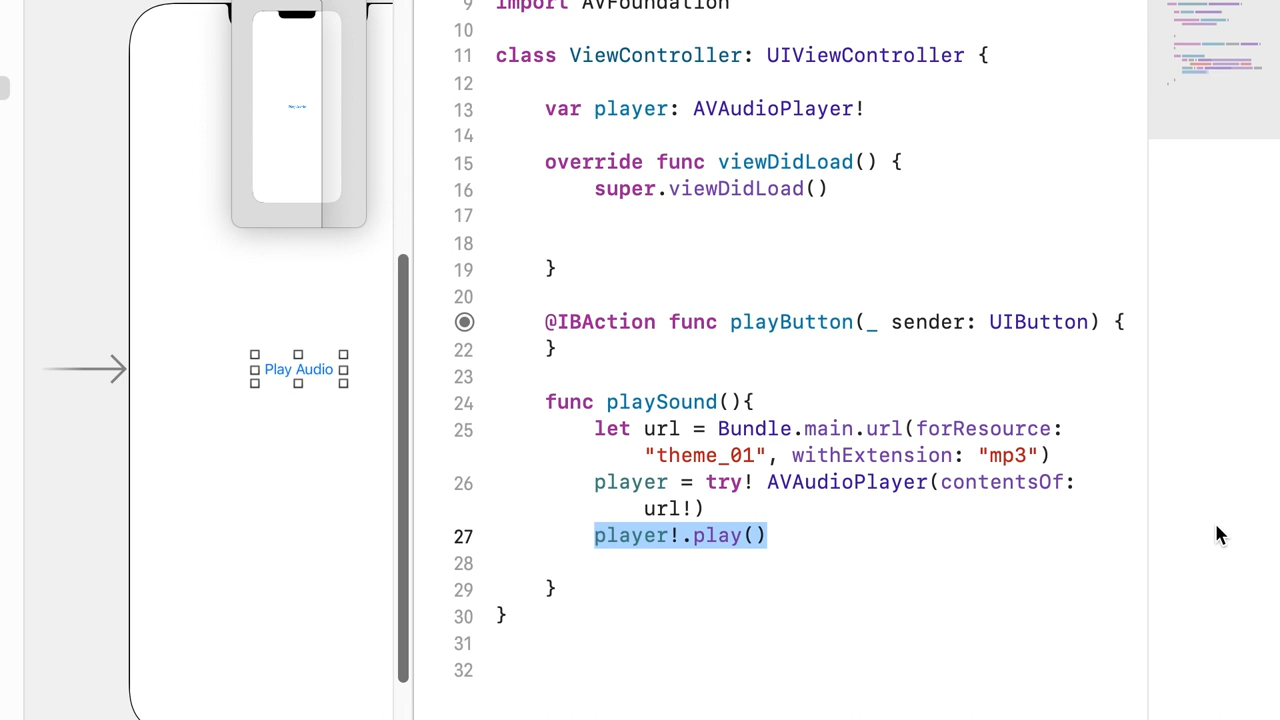 Play Audio
9 import AVFoundation
10
11 class ViewController: UIViewController {
12
13 var player: AVAudioPlayer!
14
15 override func viewDidLoad() {
16 super.viewDidLoad()
17
18
19 }
20
@IBAction func playButton(_ sender: UIButton) {
22 }
23
24 func playSound(){
25 let url = Bundle.main.url(forResource:
"theme_01", withExtension: "mp3")
26 player = try! AVAudioPlayer(contentsOf:
url!)
27 player!.play()
28
29 }
30 }
31
32